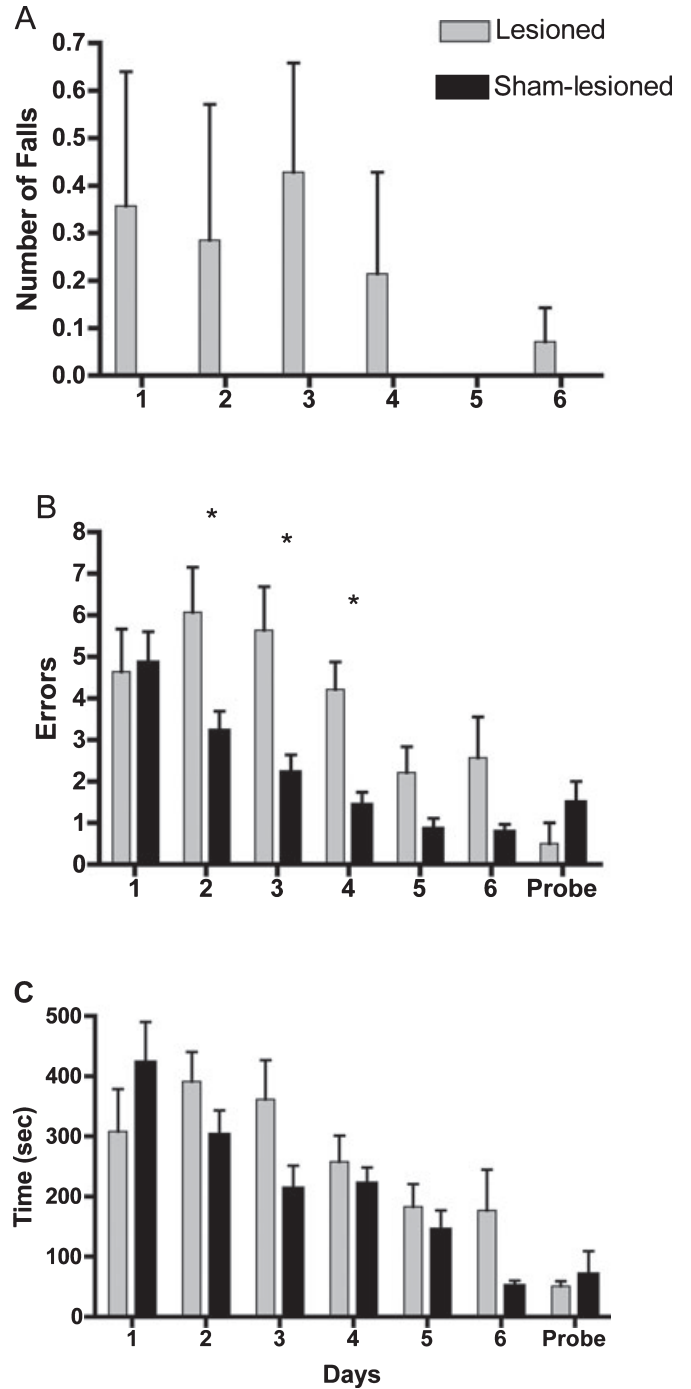 A
Lesioned
Sham-lesioned
Number of Falls
0.7
0.6
0.5
0.4
0.3
0.2
0.1
0.0
1 2 3 4 5 6
B
* * *
Errors
8
7
6
5
4
3
2
1
0
1 2 3 4 5 6 Probe
C
Time (sec)
500
400
300
200
100
0
1 2 3 4 5 6 Probe
Days